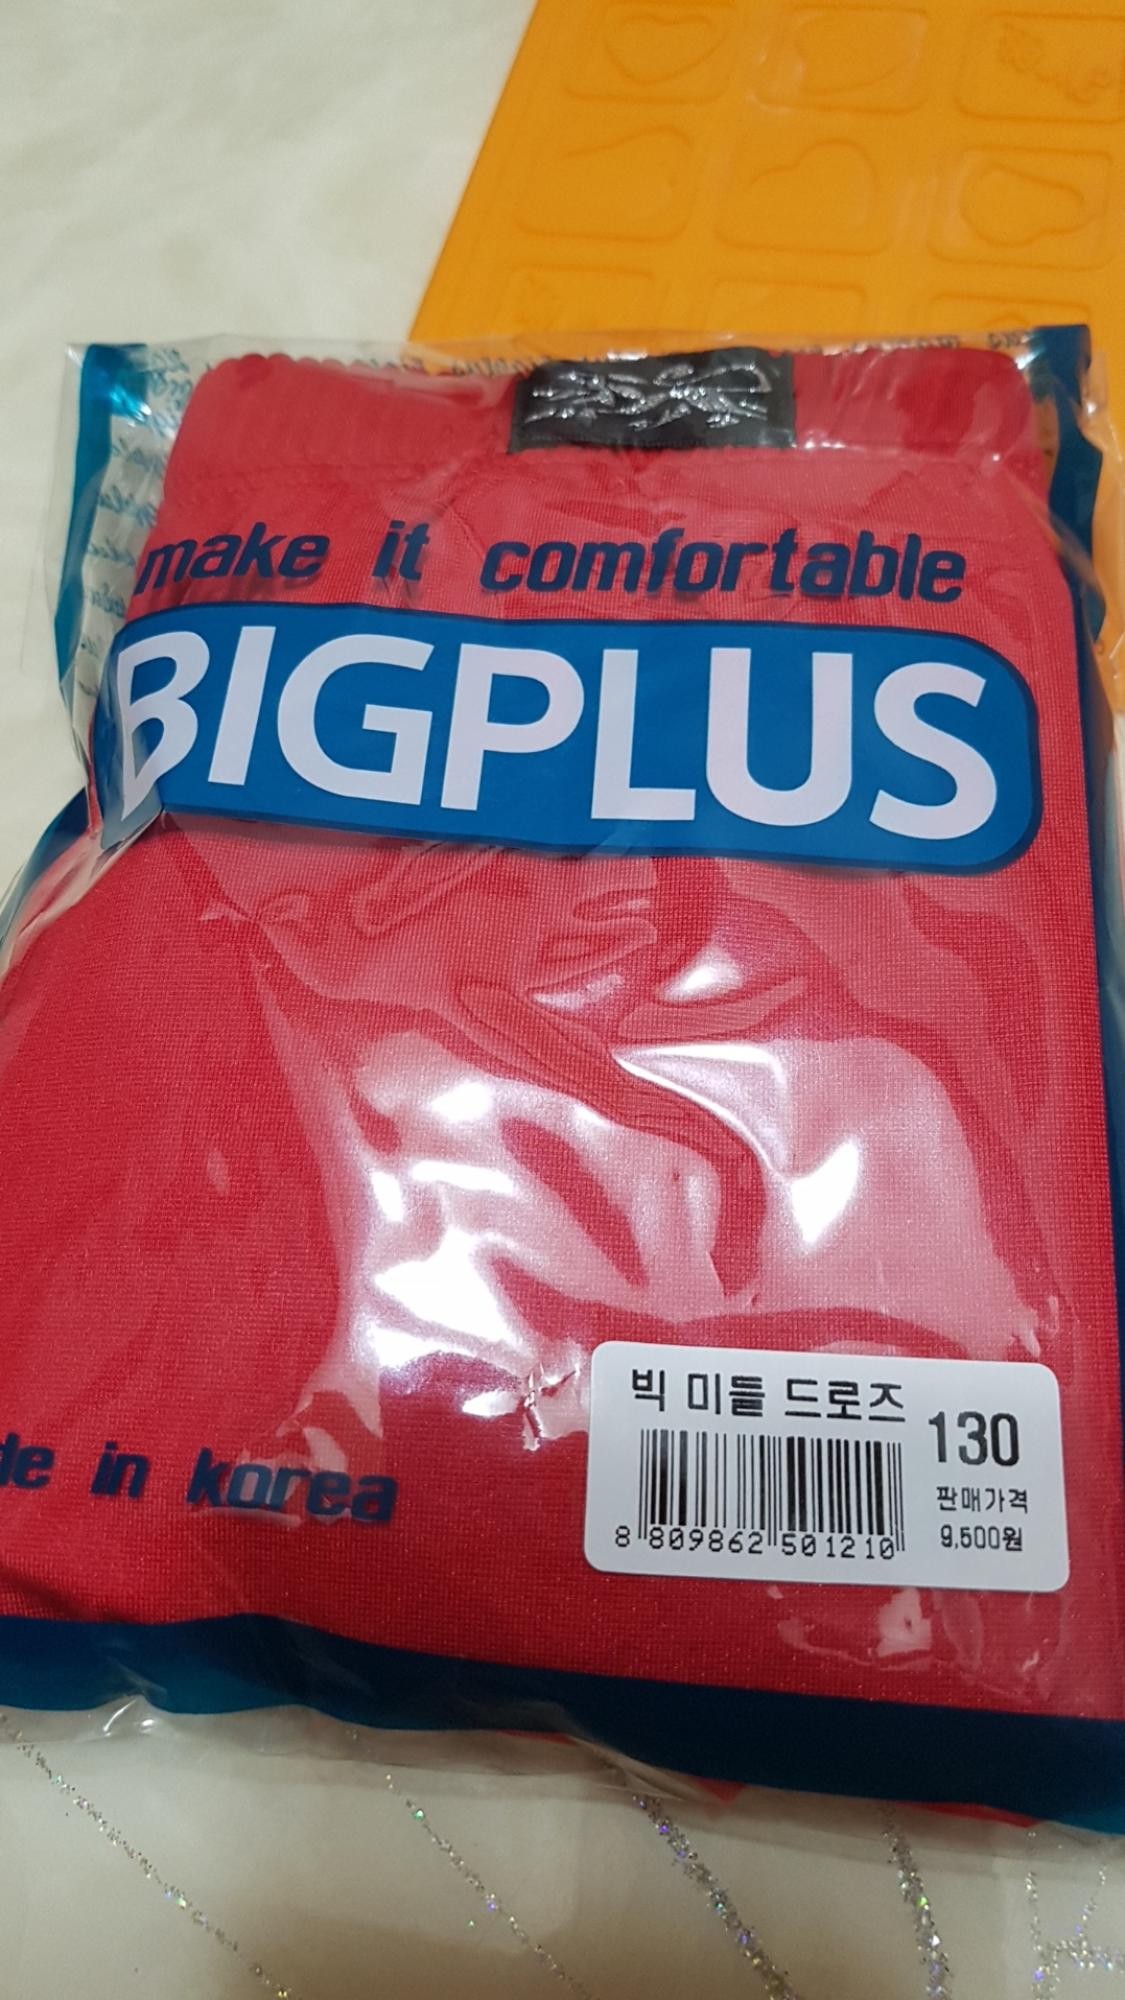 make it comfortable
BIGPLUS
de in korea
빅 미들 드로즈
130
판매가격
9,500원
8 809862 501210